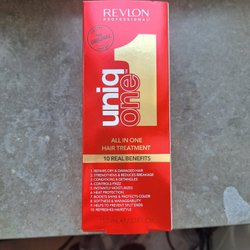 REVLON
PROFESSIONAL
THE
ORIGINAL
uniq
one
1
ALL IN ONE
HAIR TREATMENT
10 REAL BENEFITS
1. REPAIRS DRY & DAMAGED HAIR
2. STRENGTHENS & REDUCES BREAKAGE
3. CONDITIONS & DETANGLES
4. CONTROLS FRIZZ
5. INSTANTLY MOISTURIZES
6. HEAT PROTECTION
7. BOOSTS SHINE & PROTECTS COLOR
8. SOFTNESS & MANAGEABILITY
9. HELPS TO PREVENT SPLIT ENDS
10. REFRESHES HAIRSTYLE